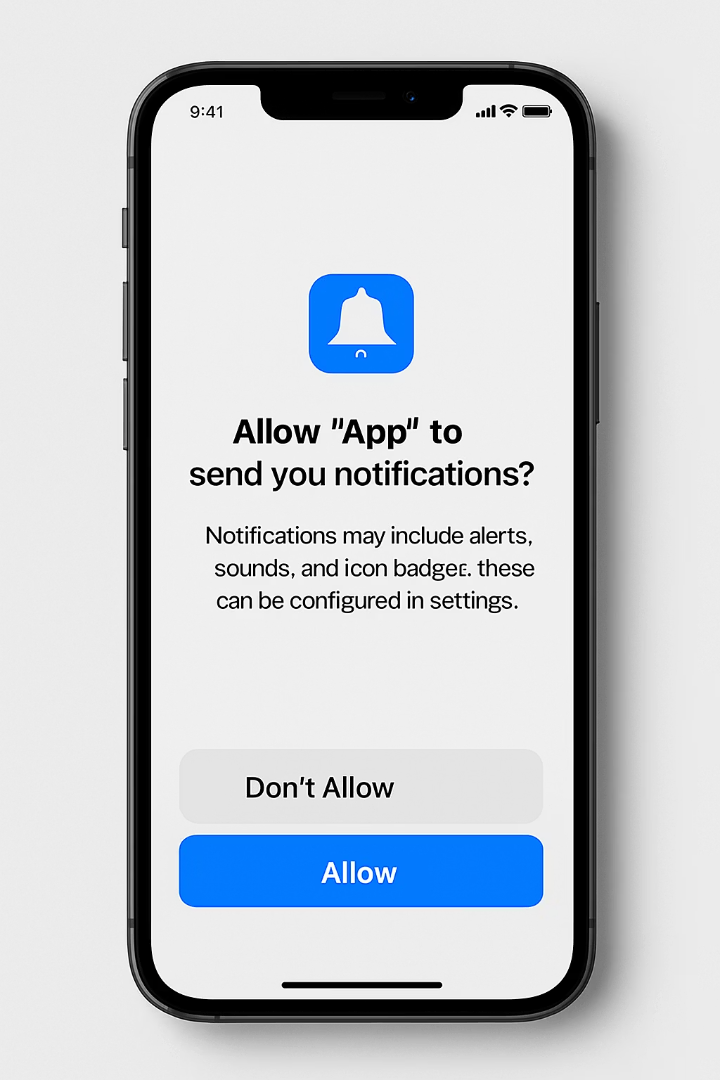 9:41
Allow "App" to
send you notifications?
Notifications may include alerts,
sounds, and icon these
can be configured in settings.
Don't Allow
Allow